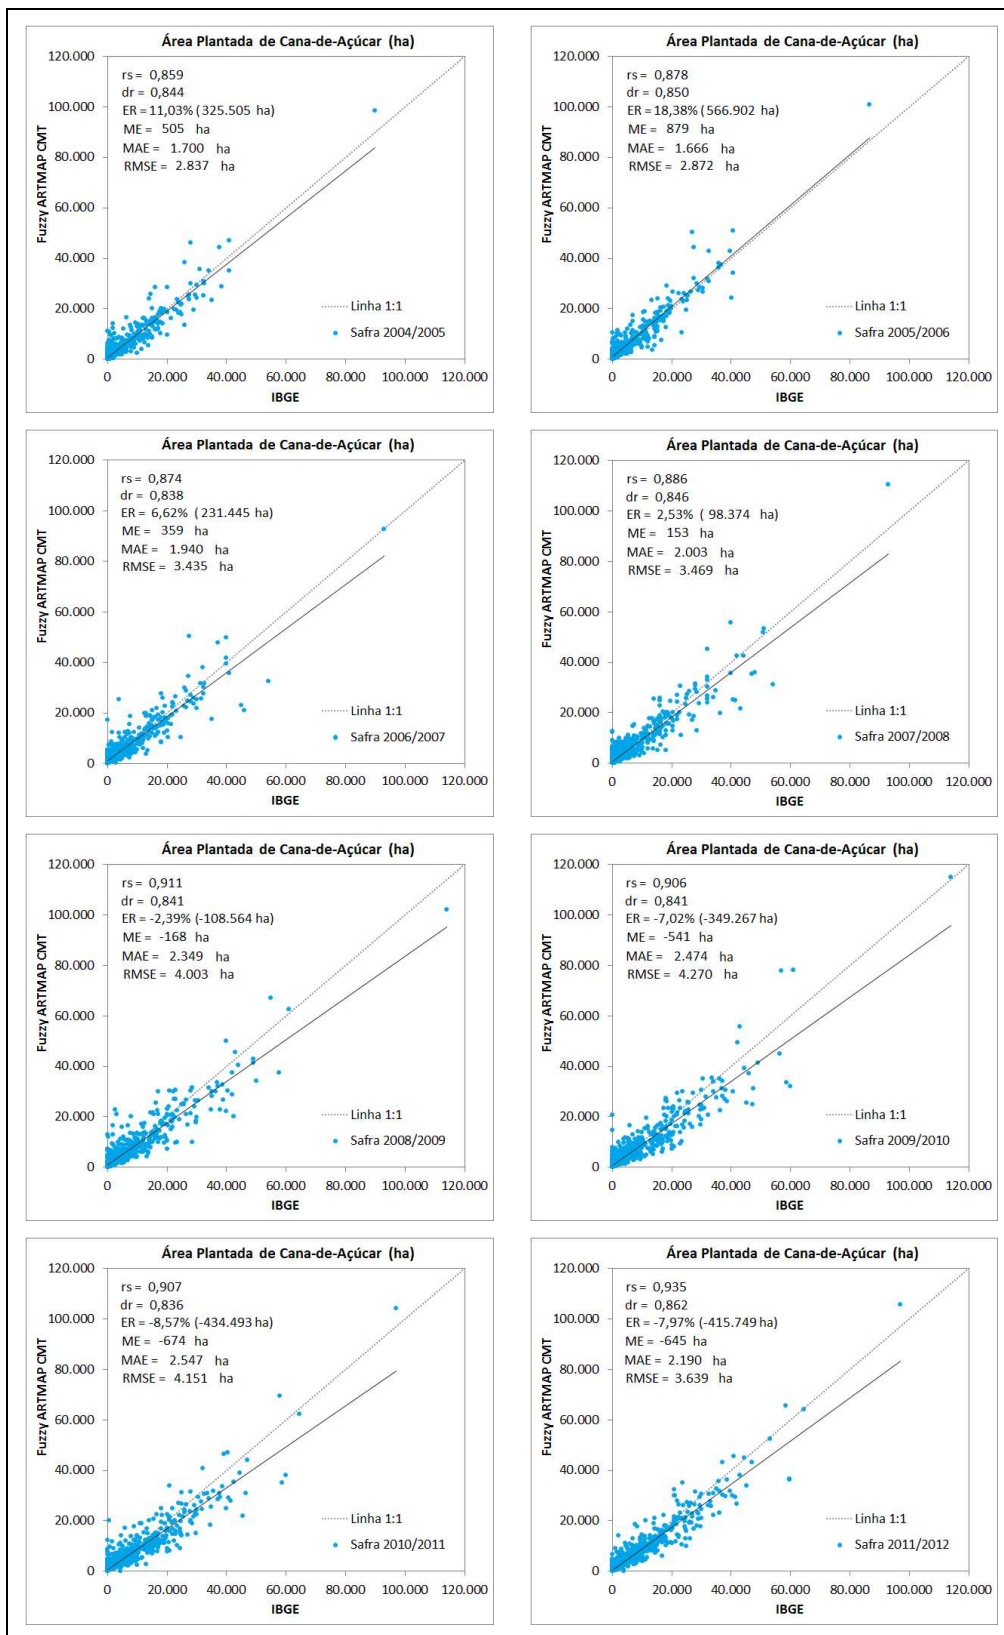 Área Plantada de Cana-de-Açúcar (ha)
rs = 0,859
dr = 0,844
ER = 11,03% (325.505 ha)
ME = 505 ha
MAE = 1.700 ha
RMSE = 2.837 ha
Fuzzy ARTMAP CMT
120.000
100.000
80.000
60.000
40.000
20.000
0
Linha 1:1
Safra 2004/2005
0 20.000 40.000 60.000 80.000 100.000 120.000
IBGE
Área Plantada de Cana-de-Açúcar (ha)
rs = 0,878
dr = 0,850
ER = 18,38% (566.902 ha)
ME = 879 ha
MAE = 1.666 ha
RMSE = 2.872 ha
Fuzzy ARTMAP CMT
120.000
100.000
80.000
60.000
40.000
20.000
0
Linha 1:1
Safra 2005/2006
0 20.000 40.000 60.000 80.000 100.000 120.000
IBGE
Área Plantada de Cana-de-Açúcar (ha)
rs = 0,874
dr = 0,838
ER = 6,62% (231.445 ha)
ME = 359 ha
MAE = 1.940 ha
RMSE = 3.435 ha
Fuzzy ARTMAP CMT
120.000
100.000
80.000
60.000
40.000
20.000
0
Linha 1:1
Safra 2006/2007
0 20.000 40.000 60.000 80.000 100.000 120.000
IBGE
Área Plantada de Cana-de-Açúcar (ha)
rs = 0,886
dr = 0,846
ER = 2,53% ( 98.374 ha)
ME = 153 ha
MAE = 2.003 ha
RMSE = 3.469 ha
Fuzzy ARTMAP CMT
120.000
100.000
80.000
60.000
40.000
20.000
0
Linha 1:1
Safra 2007/2008
0 20.000 40.000 60.000 80.000 100.000 120.000
IBGE
Área Plantada de Cana-de-Açúcar (ha)
rs = 0,911
dr = 0,841
ER = -2,39% (-108.564 ha)
ME = -168 ha
MAE = 2.349 ha
RMSE = 4.003 ha
Fuzzy ARTMAP CMT
120.000
100.000
80.000
60.000
40.000
20.000
0
Linha 1:1
Safra 2008/2009
0 20.000 40.000 60.000 80.000 100.000 120.000
IBGE
Área Plantada de Cana-de-Açúcar (ha)
rs = 0,906
dr = 0,841
ER = -7,02% (-349.267 ha)
ME = -541 ha
MAE = 2.474 ha
RMSE = 4.270 ha
Fuzzy ARTMAP CMT
120.000
100.000
80.000
60.000
40.000
20.000
0
Linha 1:1
Safra 2009/2010
0 20.000 40.000 60.000 80.000 100.000 120.000
IBGE
Área Plantada de Cana-de-Açúcar (ha)
rs = 0,907
dr = 0,836
ER = -8,57% (-434.493 ha)
ME = -674 ha
MAE = 2.547 ha
RMSE = 4.151 ha
Fuzzy ARTMAP CMT
120.000
100.000
80.000
60.000
40.000
20.000
0
Linha 1:1
Safra 2010/2011
0 20.000 40.000 60.000 80.000 100.000 120.000
IBGE
Área Plantada de Cana-de-Açúcar (ha)
rs = 0,935
dr = 0,862
ER = -7,97% (-415.749 ha)
ME = -645 ha
MAE = 2.190 ha
RMSE = 3.639 ha
Fuzzy ARTMAP CMT
120.000
100.000
80.000
60.000
40.000
20.000
0
Linha 1:1
Safra 2011/2012
0 20.000 40.000 60.000 80.000 100.000 120.000
IBGE